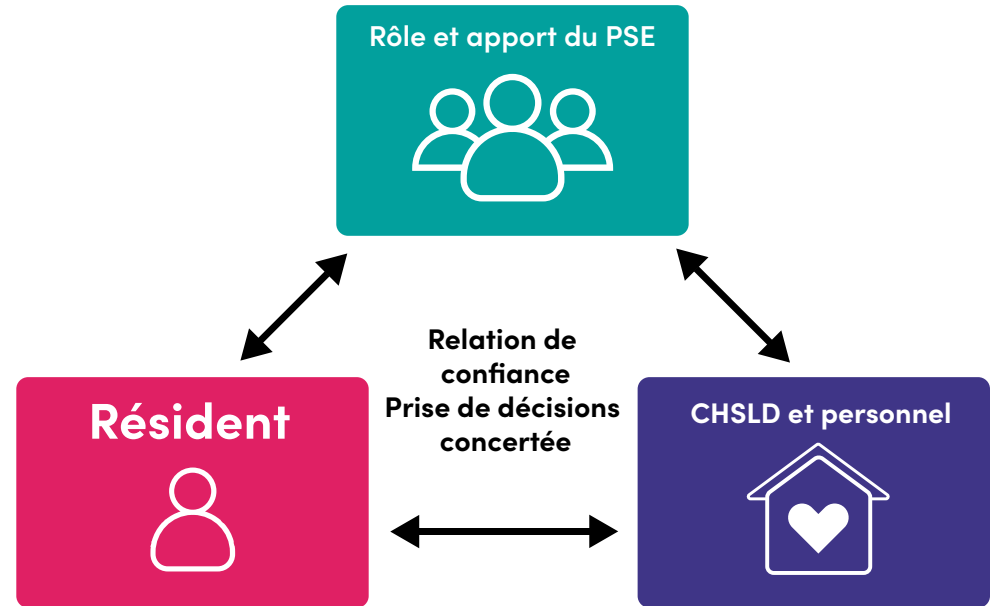 Rôle et apport du PSE
Relation de
confiance
Prise de décisions
concertée
Résident
CHSLD et personnel